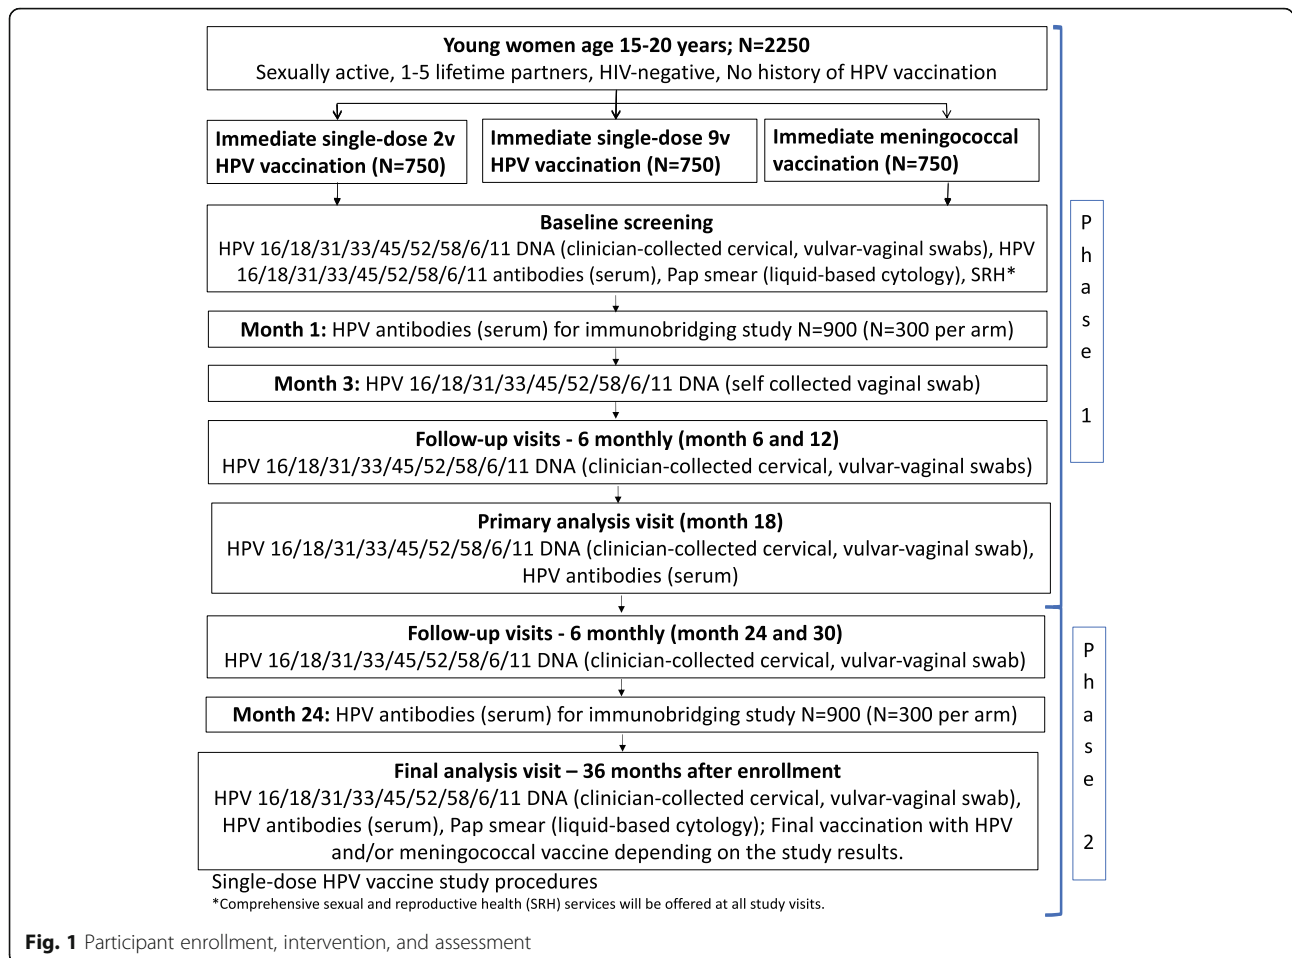 Young women age 15-20 years; N=2250
Sexually active, 1-5 lifetime partners, HIV-negative, No history of HPV vaccination
Immediate single-dose 2v
HPV vaccination (N=750)
Immediate single-dose 9v
HPV vaccination (N=750)
Immediate meningococcal
vaccination (N=750)
Baseline screening
HPV 16/18/31/33/45/52/58/6/11 DNA (clinician-collected cervical, vulvar-vaginal swabs), HPV
16/18/31/33/45/52/58/6/11 antibodies (serum), Pap smear (liquid-based cytology), SRH*
Month 1: HPV antibodies (serum) for immunobridging study N=900 (N=300 per arm)
Month 3: HPV 16/18/31/33/45/52/58/6/11 DNA (self collected vaginal swab)
Follow-up visits - 6 monthly (month 6 and 12)
HPV 16/18/31/33/45/52/58/6/11 DNA (clinician-collected cervical, vulvar-vaginal swabs)
Primary analysis visit (month 18)
HPV 16/18/31/33/45/52/58/6/11 DNA (clinician-collected cervical, vulvar-vaginal swab),
HPV antibodies (serum)
Phase 1
Follow-up visits - 6 monthly (month 24 and 30)
HPV 16/18/31/33/45/52/58/6/11 DNA (clinician-collected cervical, vulvar-vaginal swab)
Month 24: HPV antibodies (serum) for immunobridging study N=900 (N=300 per arm)
Final analysis visit – 36 months after enrollment
HPV 16/18/31/33/45/52/58/6/11 DNA (clinician-collected cervical, vulvar-vaginal swab),
HPV antibodies (serum), Pap smear (liquid-based cytology); Final vaccination with HPV
and/or meningococcal vaccine depending on the study results.
Phase 2
Single-dose HPV vaccine study procedures
*Comprehensive sexual and reproductive health (SRH) services will be offered at all study visits.
Fig. 1 Participant enrollment, intervention, and assessment